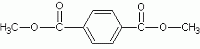 O O
H₃C O O CH₃